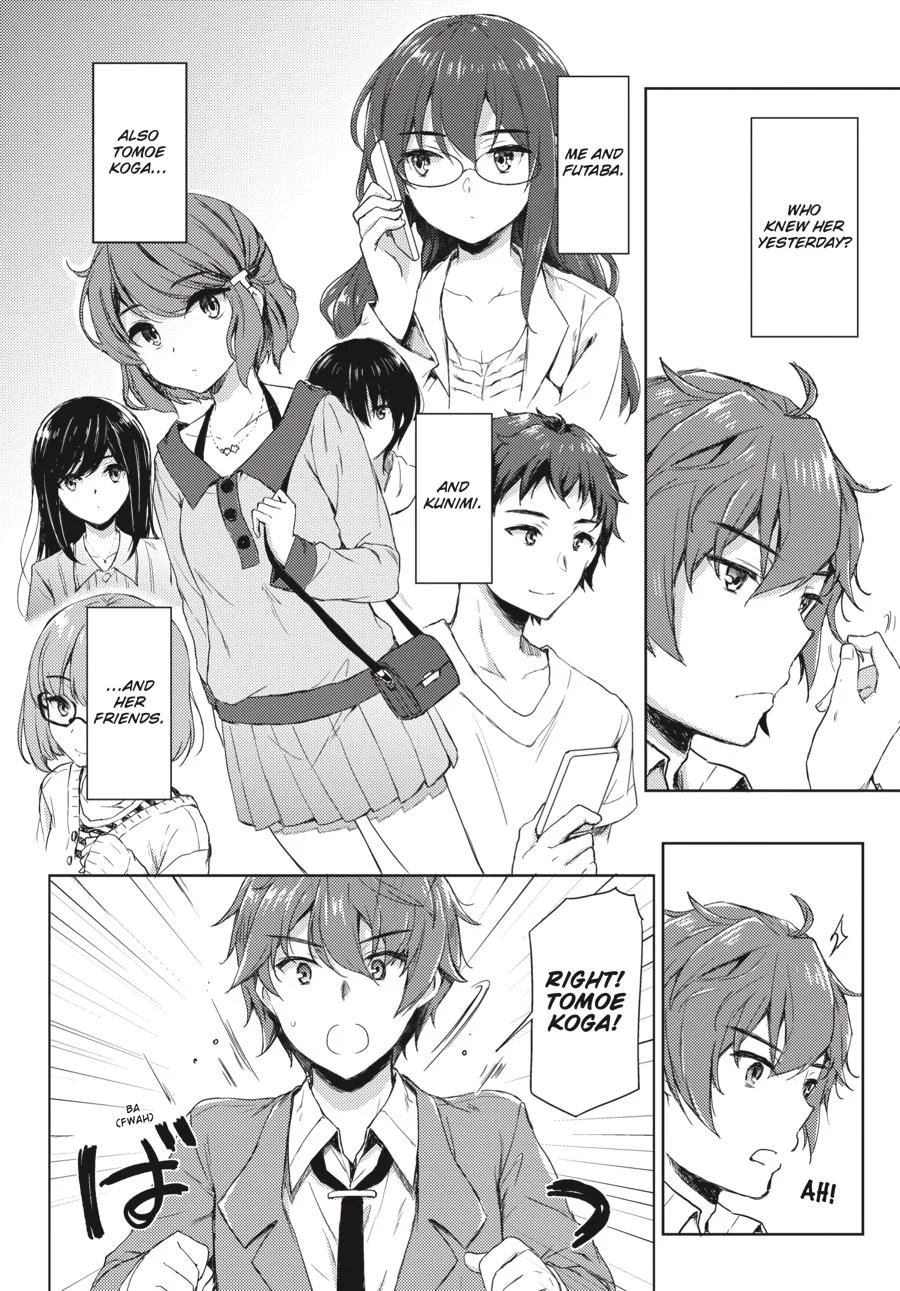 WHO
KNEW HER
YESTERDAY?
ME AND
FUTABA.
AND
KUNIMI.
ALSO
TOMOE
KOGA...
...AND
HER
FRIENDS.
AH!
RIGHT!
TOMOE
KOGA!
BA
(FWAH)
ばっ